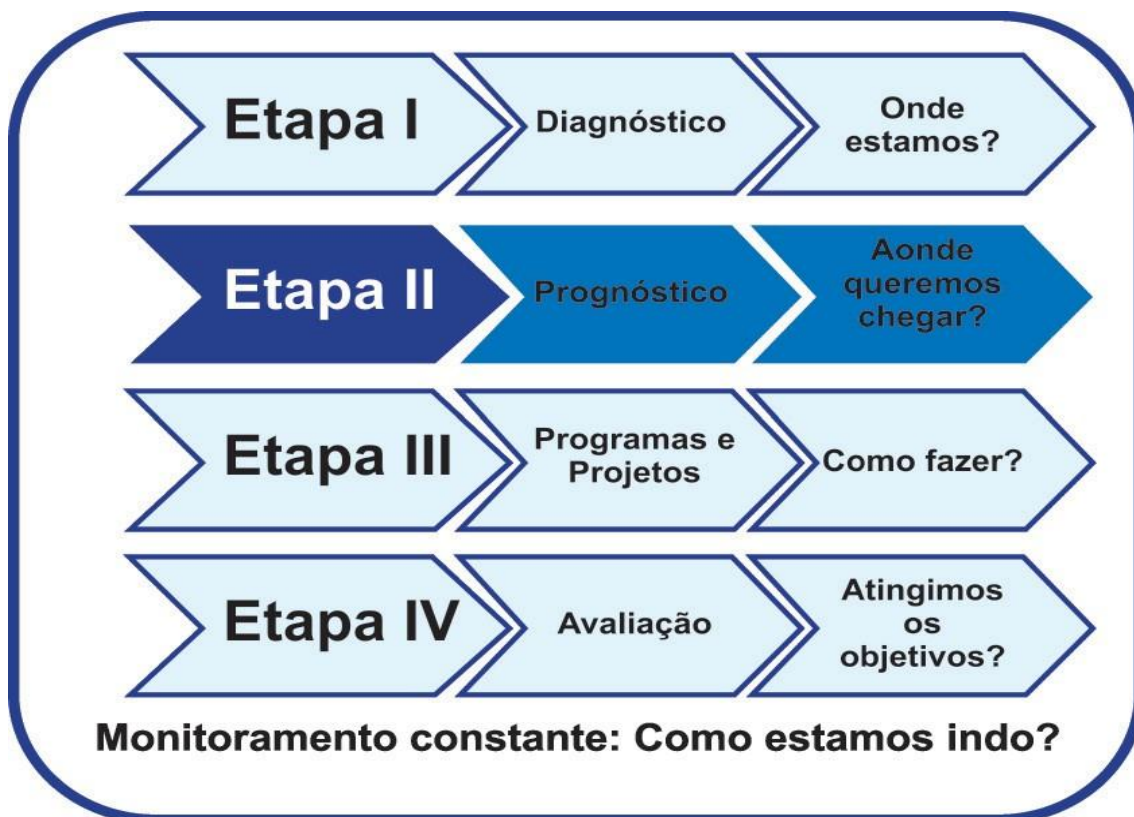 Etapa I
Diagnóstico
Onde
estamos?
Etapa II
Prognóstico
Aonde
queremos
chegar?
Etapa III
Programas e
Projetos
Como fazer?
Etapa IV
Avaliação
Atingimos
os
objetivos?
Monitoramento constante: Como estamos indo?